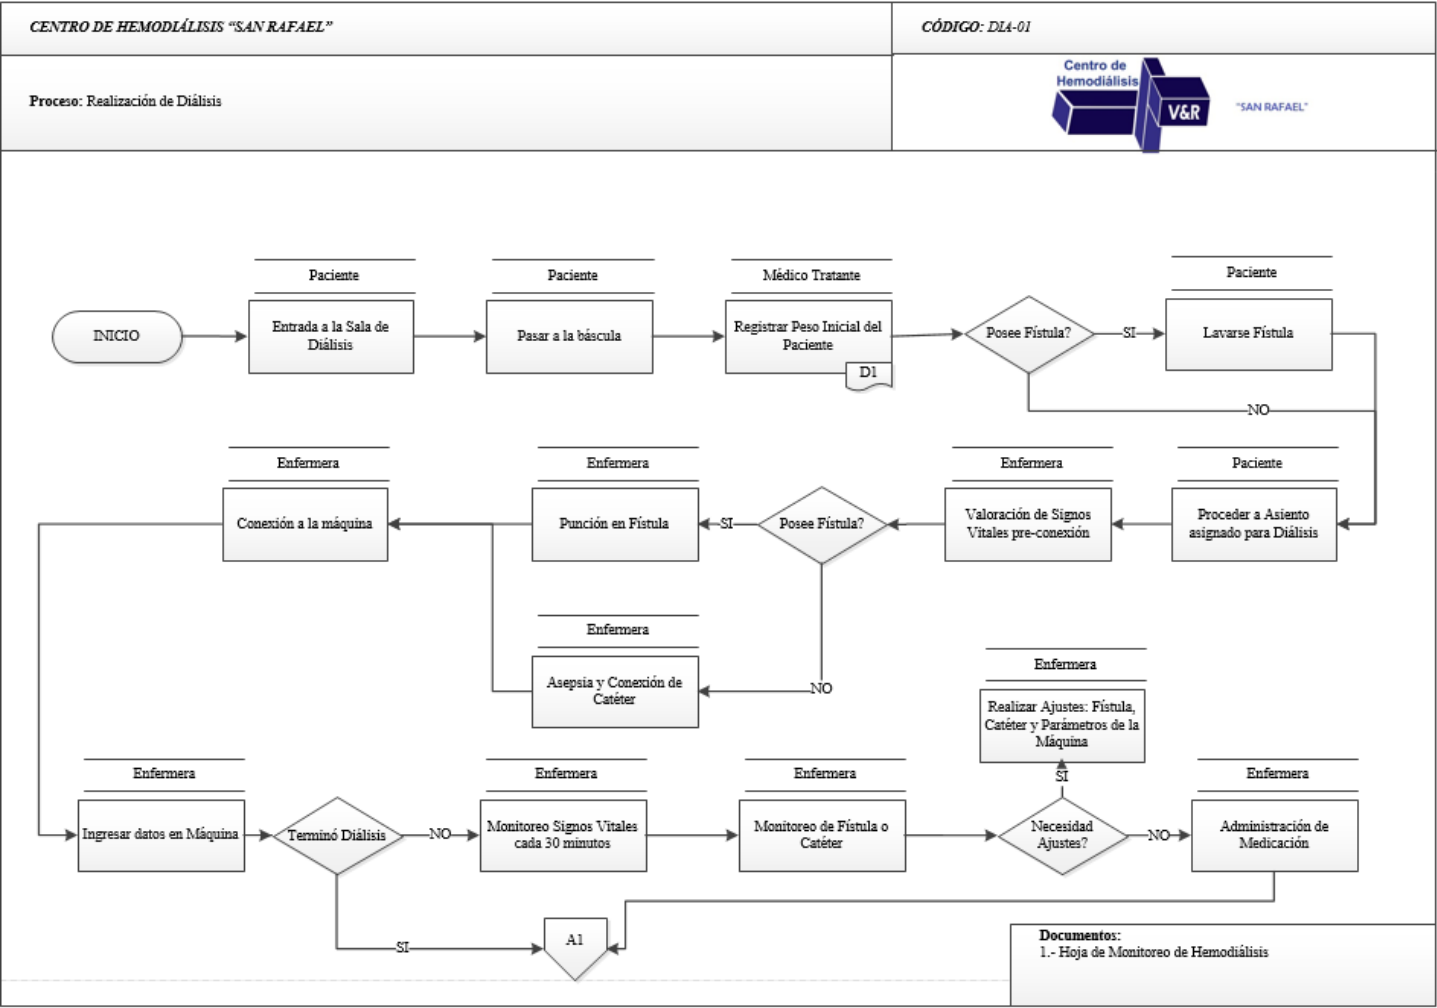 CENTRO DE HEMODIÁLISIS “SAN RAFAEL”
CÓDIGO: DIA-01
Proceso: Realización de Diálisis
Centro de
Hemodiálisis
V&R
"SAN RAFAEL"
Paciente
Paciente
Médico Tratante
Paciente
INICIO
Entrada a la Sala de
Diálisis
Pasar a la báscula
Registrar Peso Inicial del
Paciente
D1
Posee Fístula?
SI
Lavarse Fístula
NO
Enfermera
Enfermera
Enfermera
Paciente
Conexión a la máquina
Punción en Fístula
SI
Posee Fístula?
Valoración de Signos
Vitales pre-conexión
Proceder a Asiento
asignado para Diálisis
Enfermera
Asepsia y Conexión de
Catéter
NO
Enfermera
Realizar Ajustes: Fístula,
Catéter y Parámetros de la
Máquina
SI
Enfermera
Enfermera
Enfermera
Enfermera
Ingresar datos en Máquina
Terminó Diálisis
NO
Monitoreo Signos Vitales
cada 30 minutos
Monitoreo de Fístula o
Catéter
Necesidad
Ajustes?
NO
Administración de
Medicación
SI
A1
Documentos:
1.- Hoja de Monitoreo de Hemodiálisis